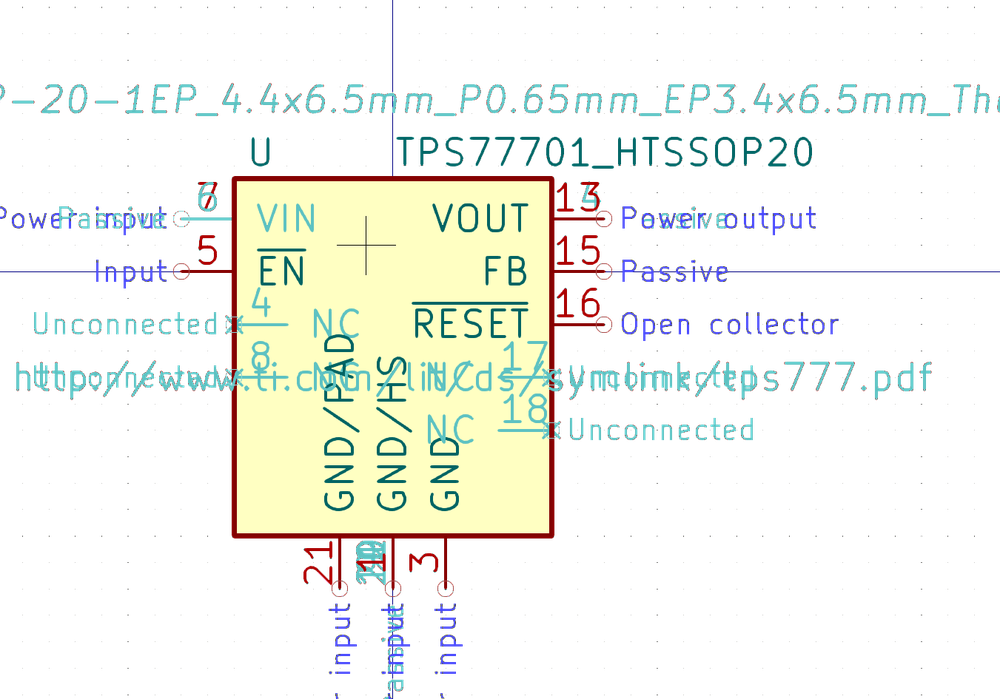 P-20-1EP_4.4x6.5mm_P0.65mm_EP3.4x6.5mm_The
U TPS77701_HTSSOP20
Power input Passive 7 6 VIN VOUT 13 Power output Passive
Input 5 EN FB 15 Passive
Unconnected 4 NC RESET 16 Open collector
Unconnected 8 NC NC 17 Unconnected
http://www.ti.com/lit/ds/symlink/tps777.pdf
NC 18 Unconnected
GND/PAD GND/HS GND
21 1 3
input input input
Passive